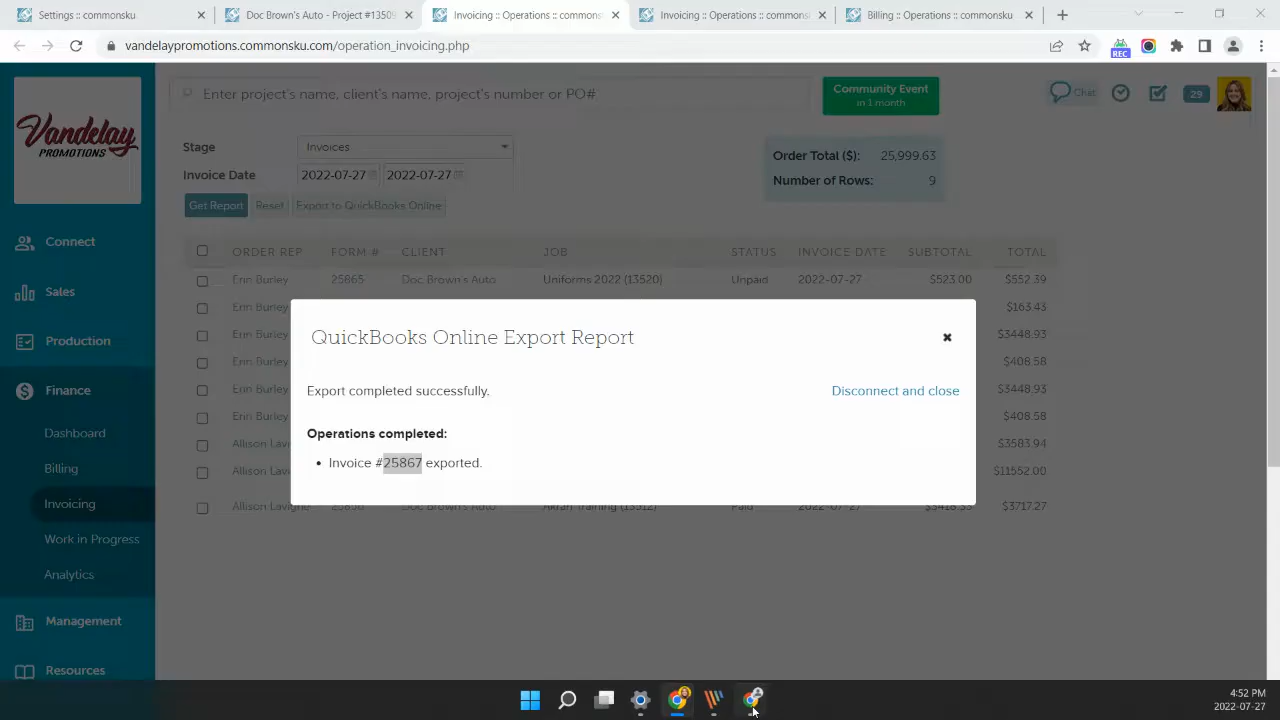 Settings :: commonsku
Doc Brown's Auto - Project #13509
Invoicing :: Operations :: commons
Invoicing :: Operations :: commons
Billing :: Operations :: commonsku
vandelaypromotions.commonsku.com/operation_invoicing.php
REC
Vandelay
PROMOTIONS
Enter project's name, client's name, project's number or PO#
Community Event
in 1 month
Chat
29
Stage
Invoices
Order Total ($): 25,999.63
Invoice Date
2022-07-27
2022-07-27
Number of Rows: 9
Get Report
Reset
Export to QuickBooks Online
Connect
Sales
Production
Finance
Dashboard
Billing
Invoicing
Work in Progress
Analytics
Management
Resources
ORDER REP FORM # CLIENT JOB STATUS INVOICE DATE SUBTOTAL TOTAL
Erin Burley 25865 Doc Brown's Auto Uniforms 2022 (13520) Unpaid 2022-07-27 $523.00 $552.39
Erin Burley $163.43
Erin Burley $3448.93
Erin Burley $408.58
Erin Burley $3448.93
Erin Burley $408.58
Allison Lavi $3583.94
Allison Lavi $11552.00
Allison Lavigne Doc Brown's Auto Paid 2022-07-27 $3717.27
QuickBooks Online Export Report
Export completed successfully.
Disconnect and close
Operations completed:
• Invoice #25867 exported.
4:52 PM
2022-07-27